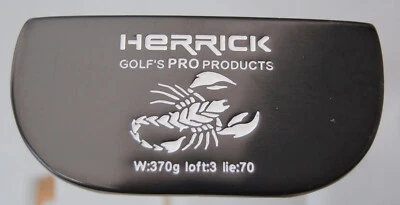 HERRICK
GOLF'S PRO PRODUCTS
W:370g loft:3 lie:70